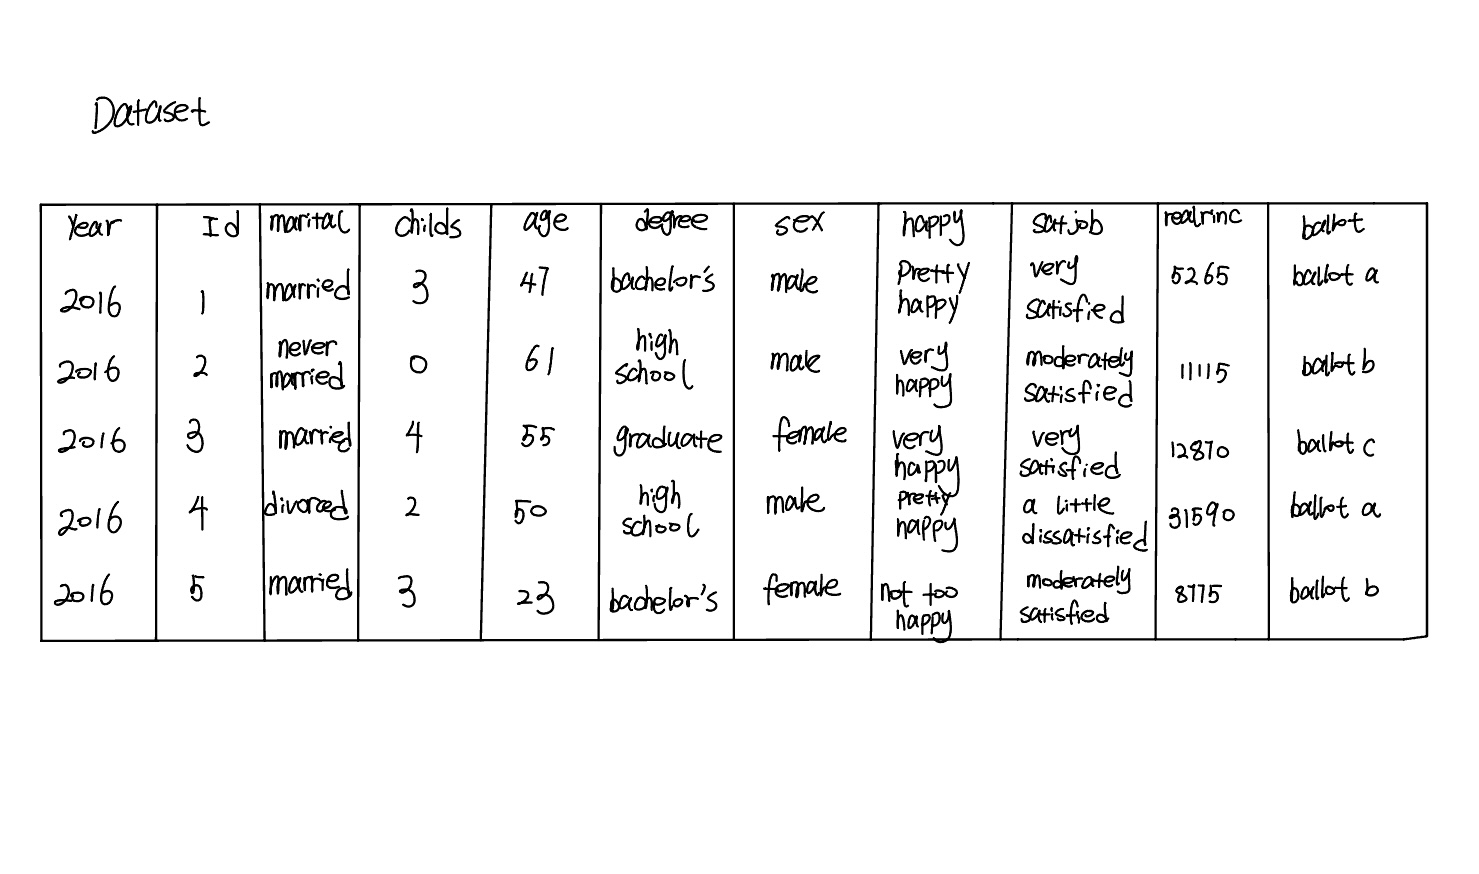 Dataset
Year Id marital childs age degree sex happy satjob realrinc ballot
2016 1 married 3 47 bachelor's male Pretty happy very satisfied 5265 ballot a
2016 2 never married 0 61 high school male very happy moderately satisfied 11115 ballot b
2016 3 married 4 55 graduate female very happy very satisfied 12870 ballot c
2016 4 divorced 2 50 high school male pretty happy a little dissatisfied 31590 ballot a
2016 5 married 3 23 bachelor's female not too happy moderately satisfied 8775 ballot b